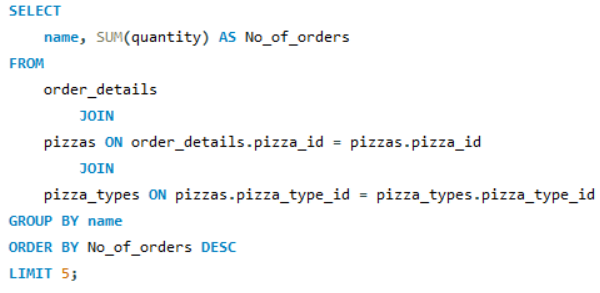 SELECT
name, SUM(quantity) AS No_of_orders
FROM
order_details
JOIN
pizzas ON order_details.pizza_id = pizzas.pizza_id
JOIN
pizza_types ON pizzas.pizza_type_id = pizza_types.pizza_type_id
GROUP BY name
ORDER BY No_of_orders DESC
LIMIT 5;